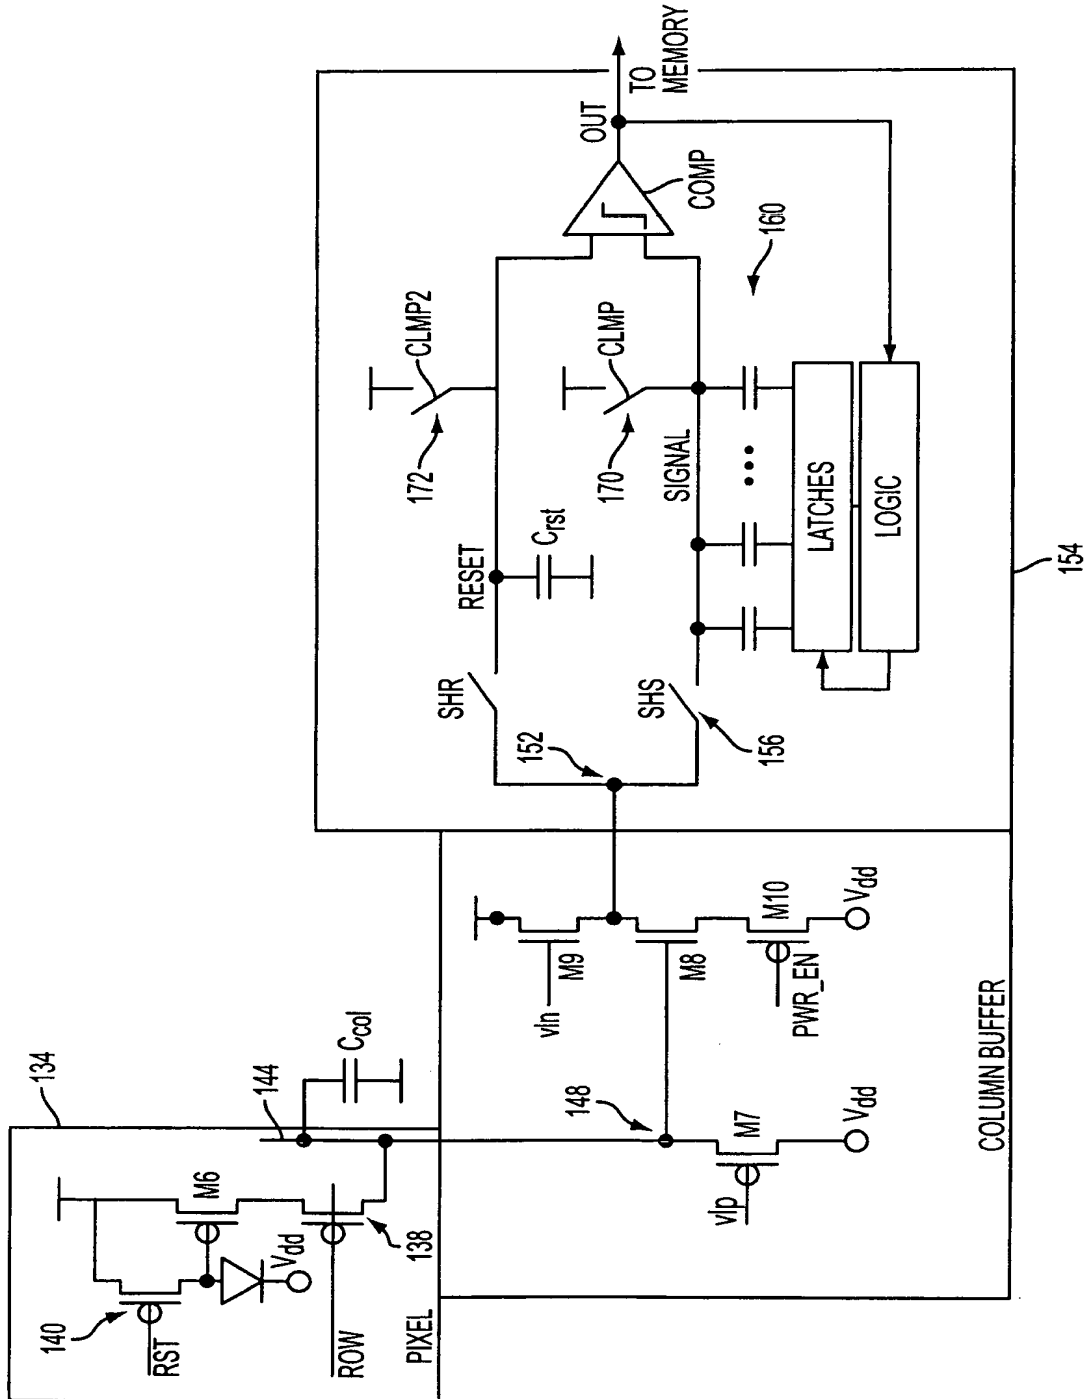 134
144
Ccol
140
RST
M6
Vdd
138
ROW
PIXEL
148
M7
vlp
Vdd
vln
M9
M8
M10
PWR_EN
Vdd
COLUMN BUFFER
152
SHR
SHS
156
RESET
Crst
172
CLMP2
170
CLMP
SIGNAL
160
LATCHES
LOGIC
COMP
OUT
TO
MEMORY
154